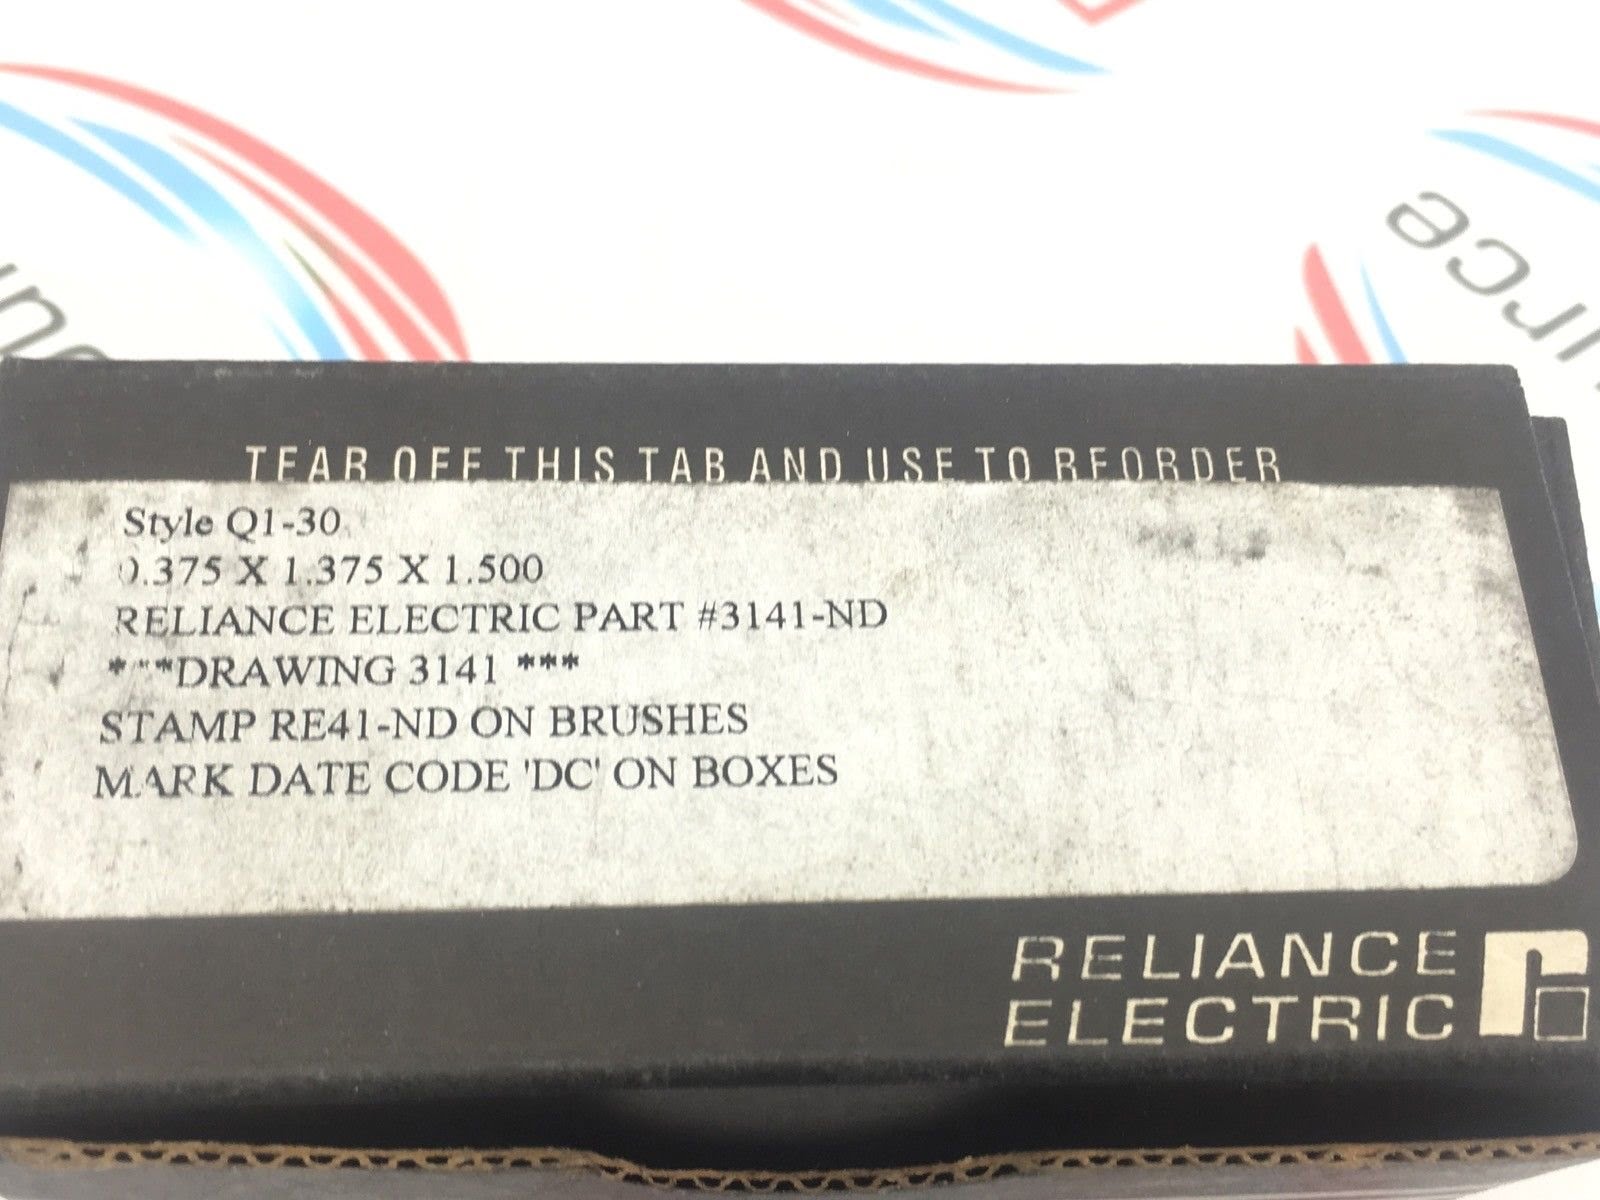 TEAR OFF THIS TAB AND USE TO REORDER
Style Q1-30
0.375 X 1.375 X 1.500
RELIANCE ELECTRIC PART #3141-ND
***DRAWING 3141 ***
STAMP RE41-ND ON BRUSHES
MARK DATE CODE 'DC' ON BOXES
RELIANCE
ELECTRIC